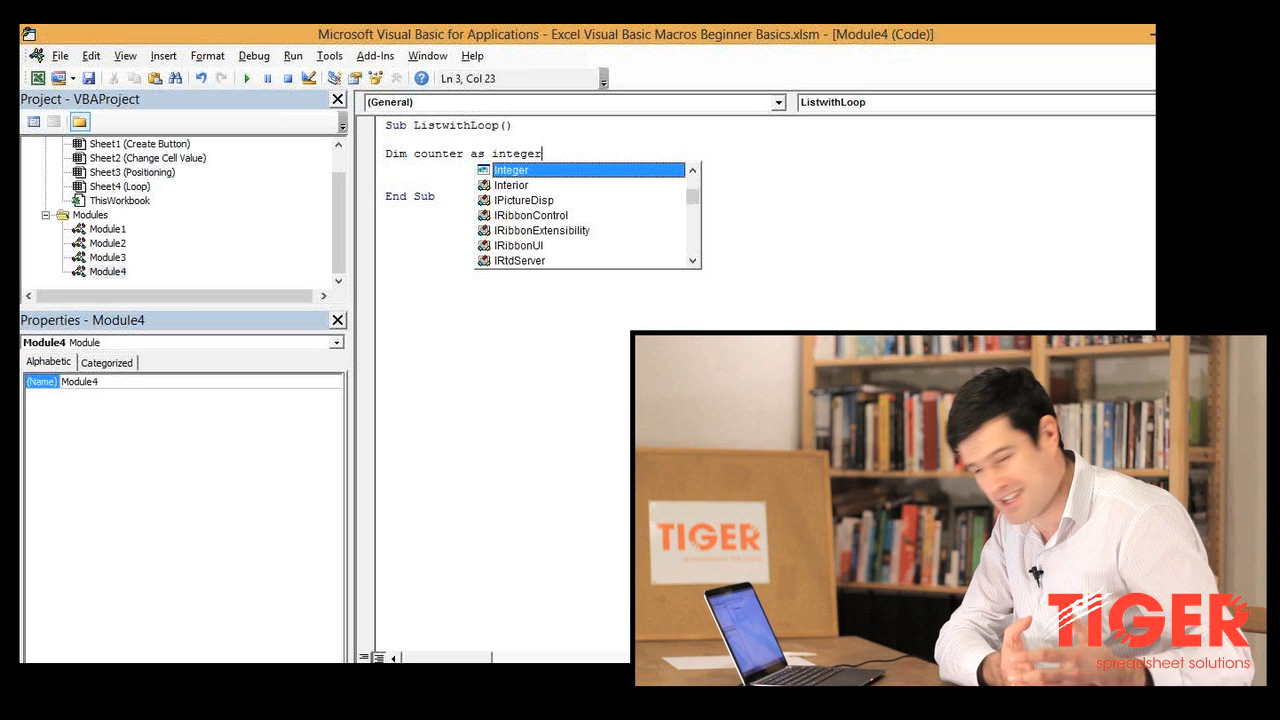 Microsoft Visual Basic for Applications - Excel Visual Basic Macros Beginner Basics.xlsm - [Module4 (Code)]
File Edit View Insert Format Debug Run Tools Add-Ins Window Help
Ln 3, Col 23
Project - VBAProject
Sheet1 (Create Button)
Sheet2 (Change Cell Value)
Sheet3 (Positioning)
Sheet4 (Loop)
ThisWorkbook
Modules
Module1
Module2
Module3
Module4
Properties - Module4
Module4 Module
Alphabetic Categorized
(Name) Module4
(General) ListwithLoop
Sub ListwithLoop()
Dim counter as integer
Integer
Interior
IPictureDisp
IRibbonControl
IRibbonExtensibility
IRibbonUI
IRtdServer
End Sub
TIGER
spreadsheet solutions
TIGER
spreadsheet solutions